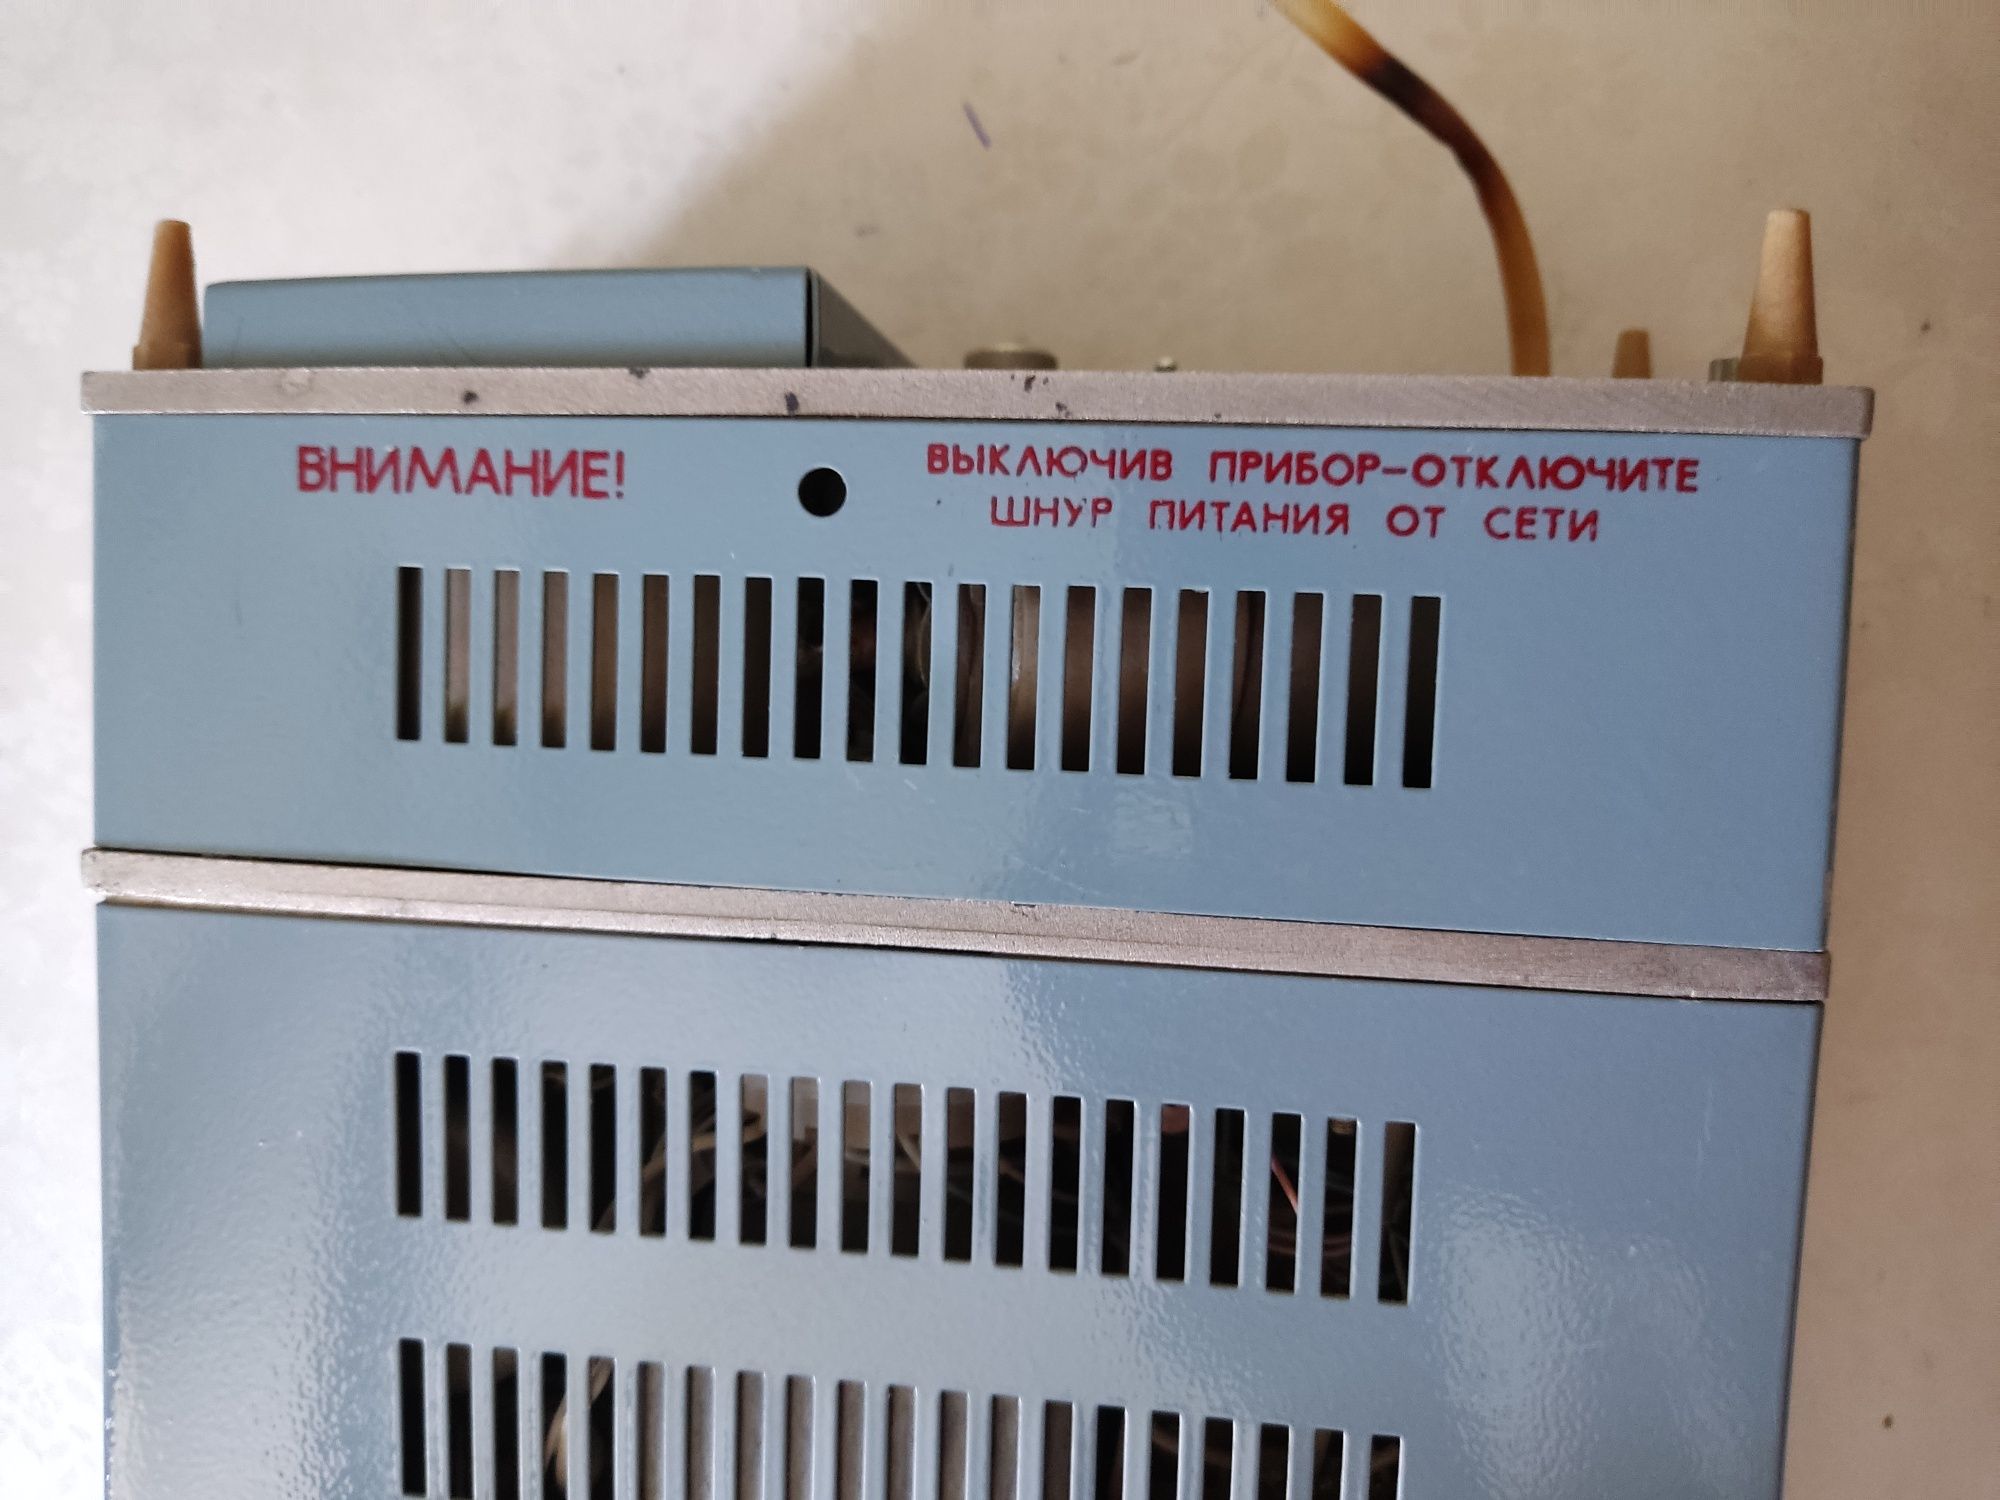 ВНИМАНИЕ!
ВЫКЛЮЧИВ ПРИБОР-ОТКЛЮЧИТЕ
ШНУР ПИТАНИЯ ОТ СЕТИ